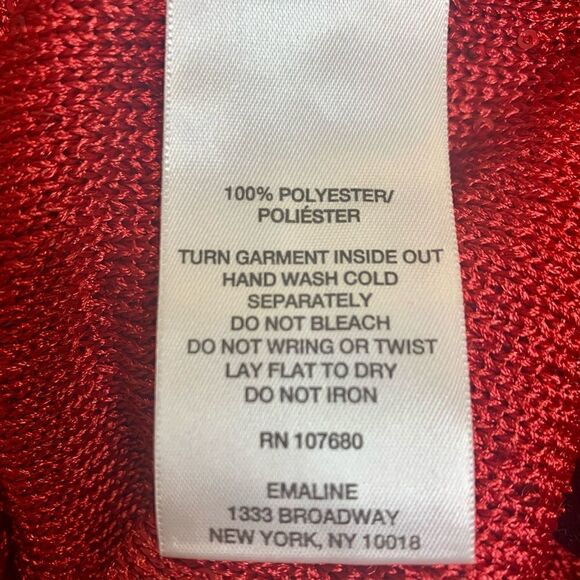 100% POLYESTER/
POLIÉSTER
TURN GARMENT INSIDE OUT
HAND WASH COLD
SEPARATELY
DO NOT BLEACH
DO NOT WRING OR TWIST
LAY FLAT TO DRY
DO NOT IRON
RN 107680
EMALINE
1333 BROADWAY
NEW YORK, NY 10018